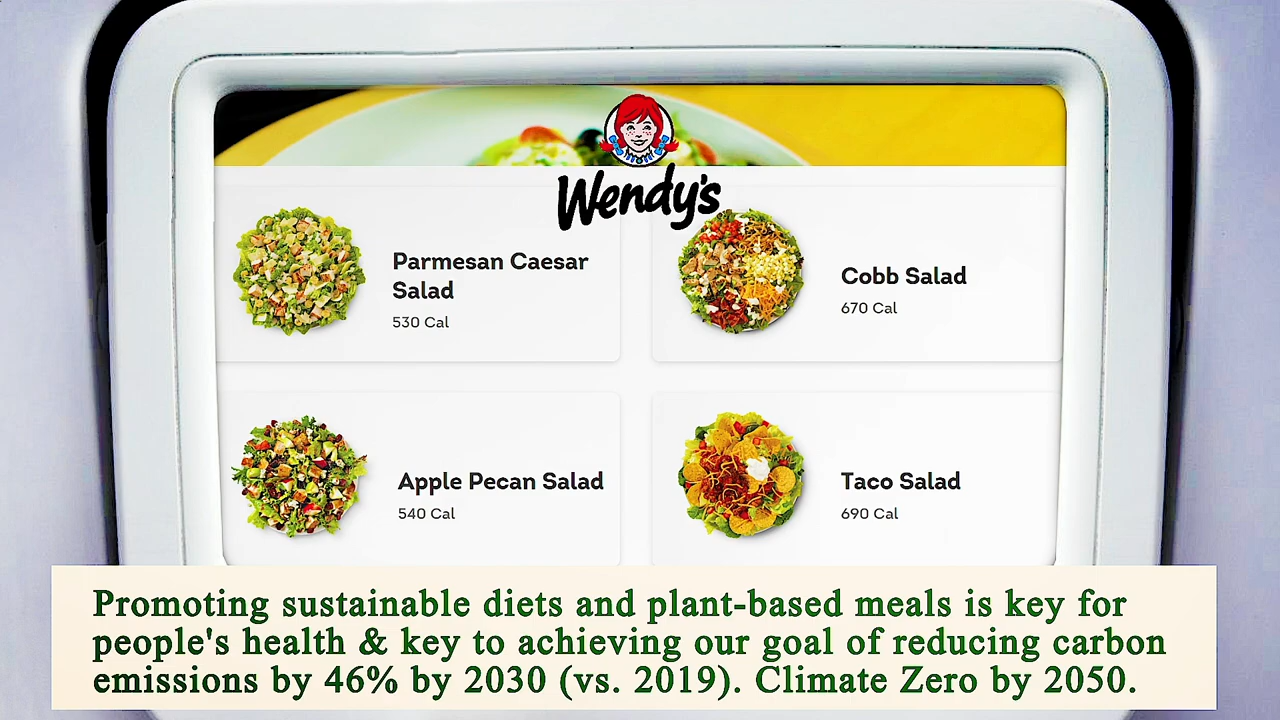 Wendy's
Parmesan Caesar
Salad
530 Cal
Cobb Salad
670 Cal
Apple Pecan Salad
540 Cal
Taco Salad
690 Cal
Promoting sustainable diets and plant-based meals is key for
people's health & key to achieving our goal of reducing carbon
emissions by 46% by 2030 (vs. 2019). Climate Zero by 2050.